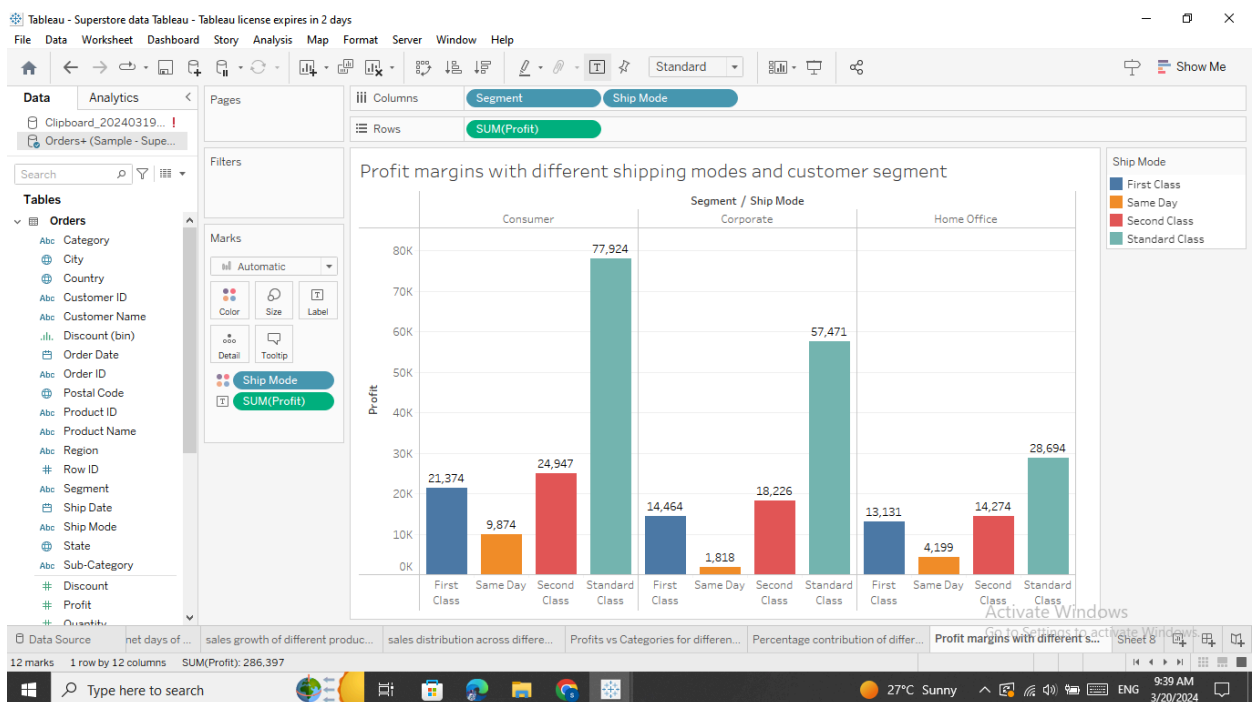 Tableau - Superstore data Tableau - Tableau license expires in 2 days
File Data Worksheet Dashboard Story Analysis Map Format Server Window Help
Standard
Show Me
Data Analytics
Clipboard_20240319... !
Orders+ (Sample - Supe...
Search
Tables
Orders
Abc Category
City
Country
Abc Customer ID
Abc Customer Name
Discount (bin)
Order Date
Abc Order ID
Postal Code
Abc Product ID
Abc Product Name
Abc Region
# Row ID
Abc Segment
Ship Date
Abc Ship Mode
State
Abc Sub-Category
# Discount
# Profit
# Quantity
Pages
Filters
Marks
Automatic
Color Size Label
Detail Tooltip
Ship Mode
SUM(Profit)
Columns Segment Ship Mode
Rows SUM(Profit)
Profit margins with different shipping modes and customer segment
Segment / Ship Mode
Consumer Corporate Home Office
Profit
80K
70K
60K
50K
40K
30K
20K
10K
0K
21,374 9,874 24,947 77,924
14,464 1,818 18,226 57,471
13,131 4,199 14,274 28,694
First Class Same Day Second Class Standard Class
First Class Same Day Second Class Standard Class
First Class Same Day Second Class Standard Class
Ship Mode
First Class
Same Day
Second Class
Standard Class
Activate Windows
Go to Settings to activate Windows.
Data Source net days of ... sales growth of different produc... sales distribution across differe... Profits vs Categories for differen... Percentage contribution of differ... Profit margins with different s... Sheet 8
12 marks 1 row by 12 columns SUM(Profit): 286,397
Type here to search
27°C Sunny
ENG
9:39 AM
3/20/2024